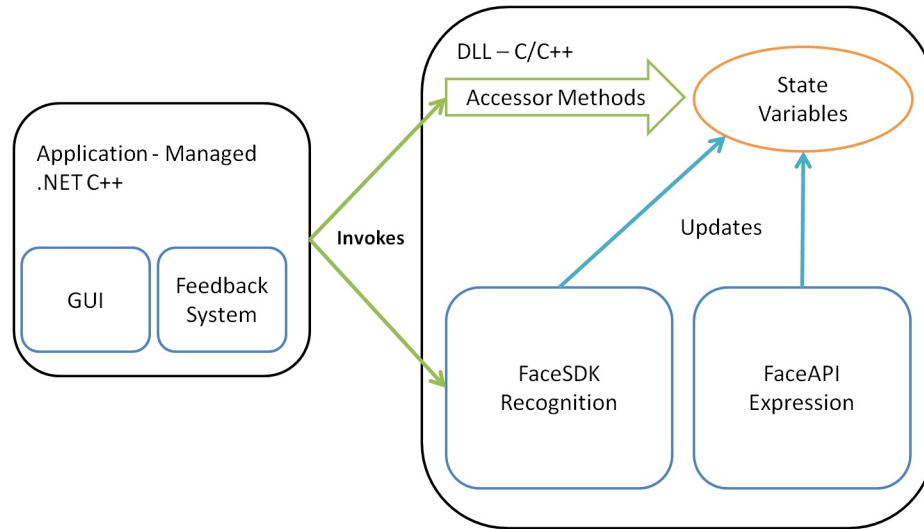 Application - Managed
.NET C++
GUI
Feedback
System
Invokes
DLL – C/C++
Accessor Methods
State
Variables
Updates
FaceSDK
Recognition
FaceAPI
Expression